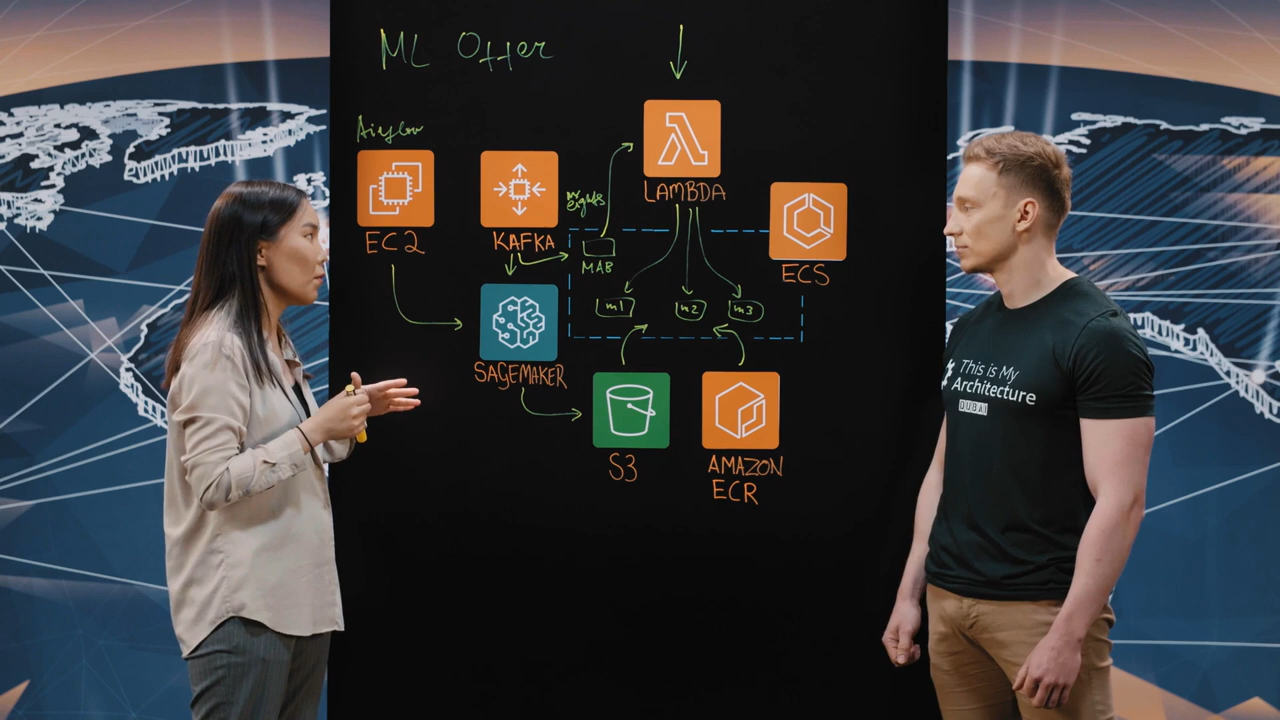 ML Offer
Airflow
EC2
KAFKA
weights
MAB
LAMBDA
ECS
m1
m2
m3
SAGEMAKER
S3
AMAZON
ECR
# This is My
Architecture
DUBAI